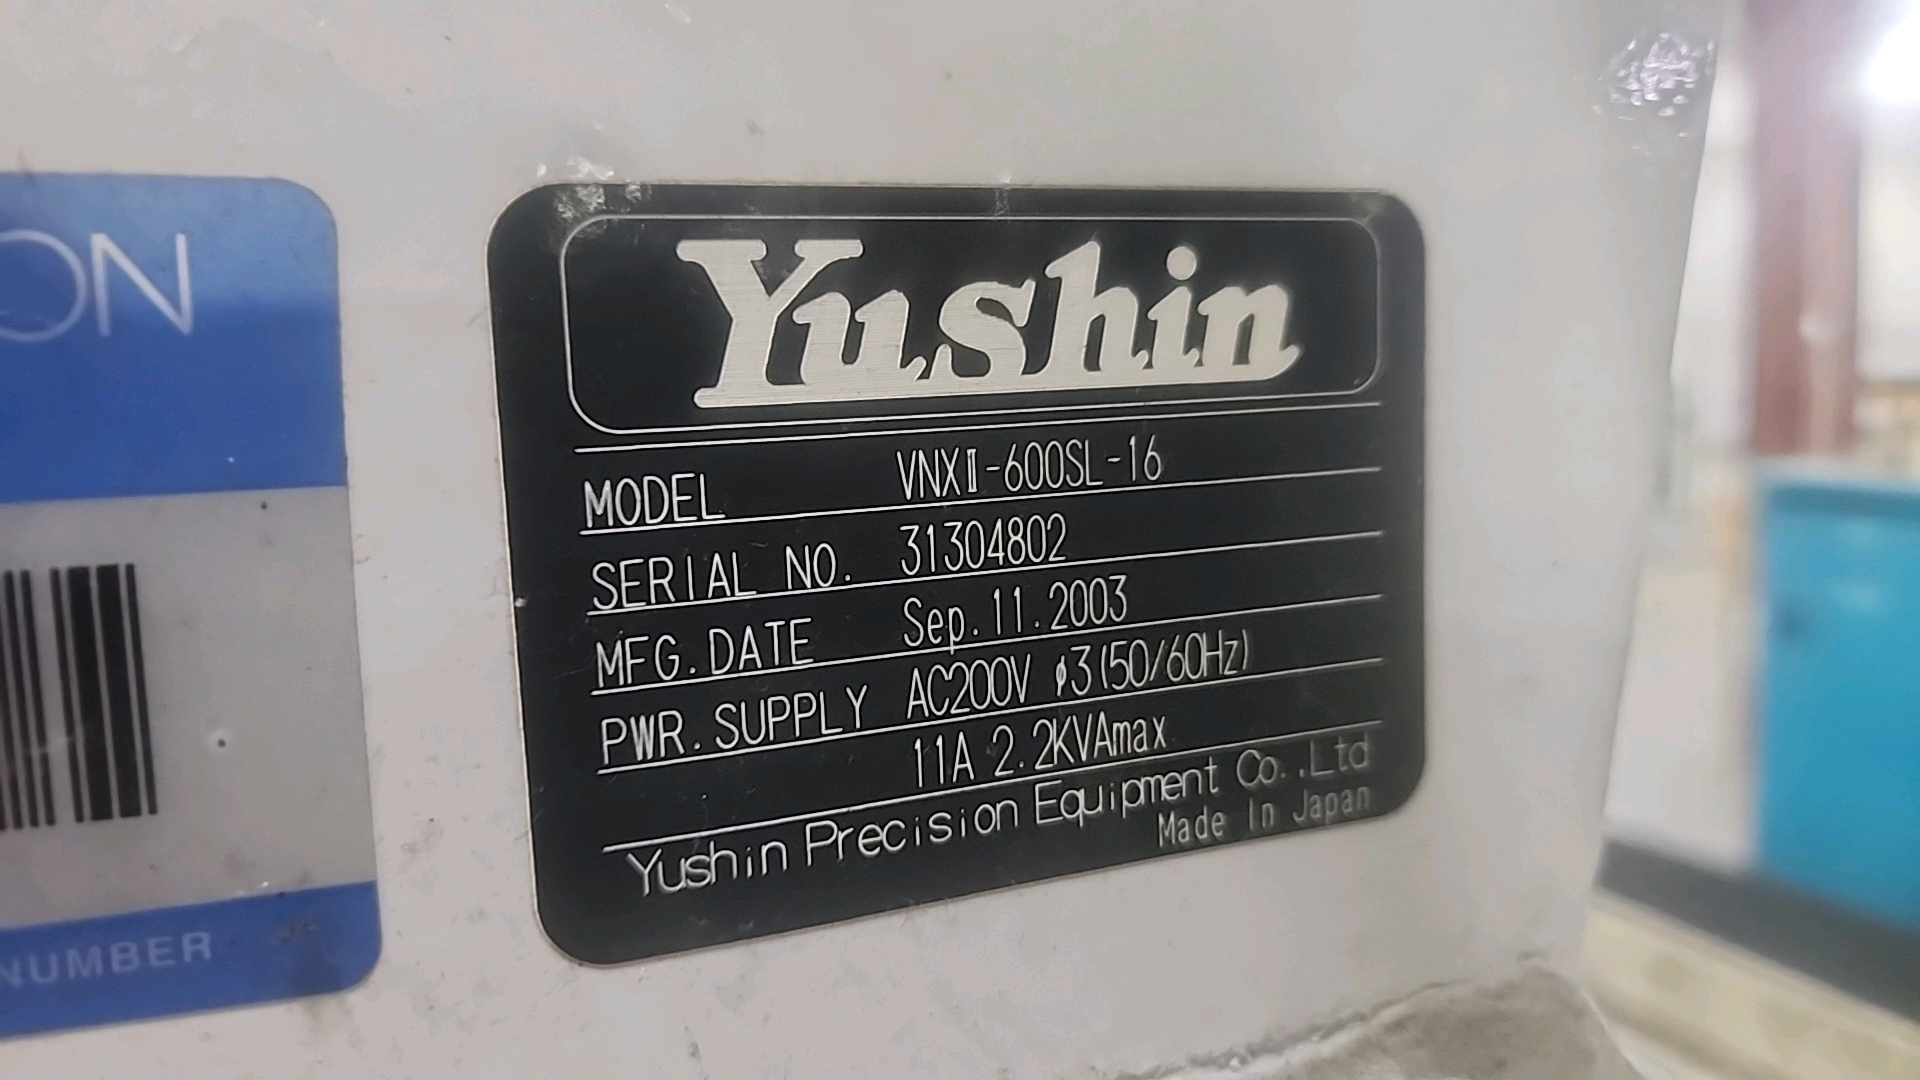 ON
NUMBER
Yushin
MODEL VNXⅡ-600SL-16
SERIAL NO. 31304802
MFG. DATE Sep. 11. 2003
PWR. SUPPLY AC200V φ3(50/60Hz)
11A 2.2KVAmax
Yushin Precision Equipment Co.,Ltd
Made In Japan